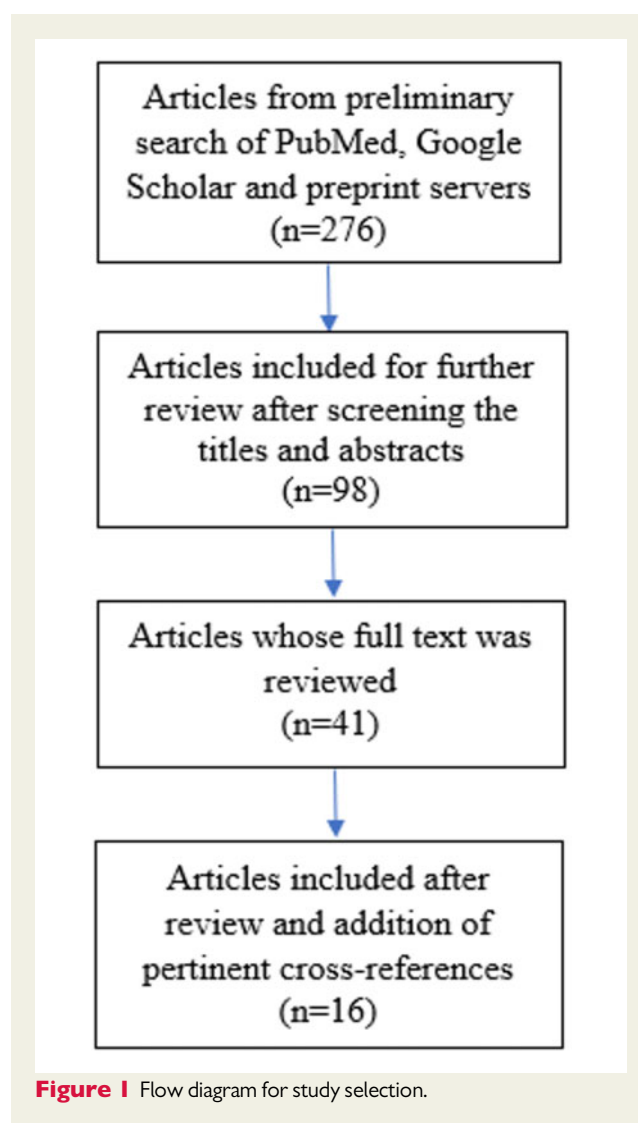 Articles from preliminary
search of PubMed, Google
Scholar and preprint servers
(n=276)
Articles included for further
review after screening the
titles and abstracts
(n=98)
Articles whose full text was
reviewed
(n=41)
Articles included after
review and addition of
pertinent cross-references
(n=16)
Figure 1 Flow diagram for study selection.